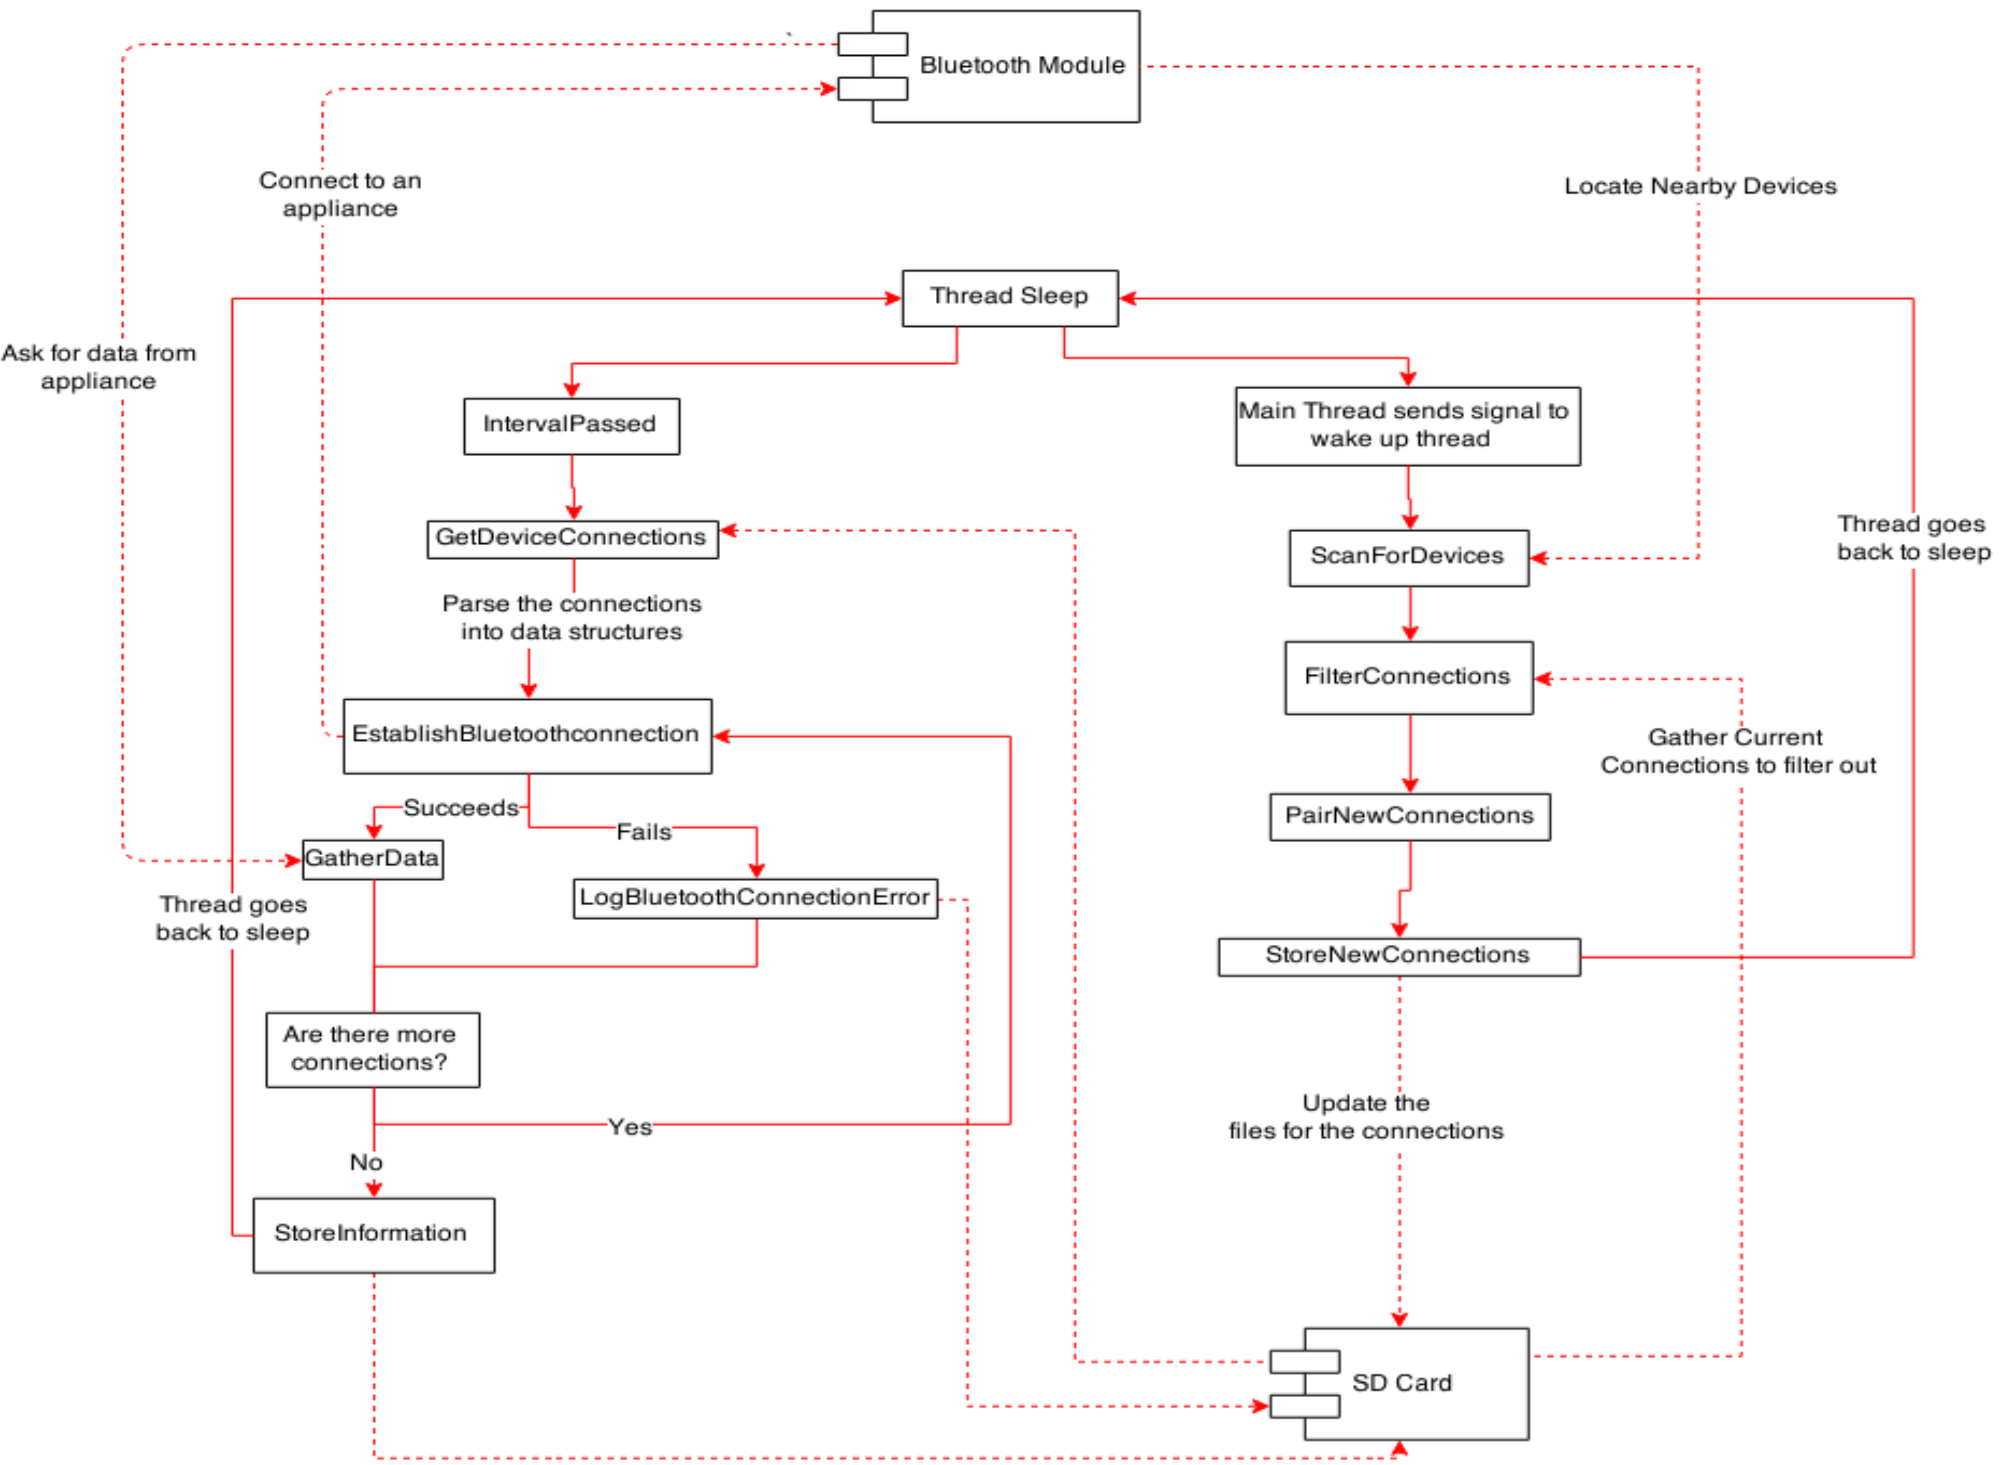 Bluetooth Module
Connect to an
appliance
Locate Nearby Devices
Thread Sleep
Ask for data from
appliance
IntervalPassed
Main Thread sends signal to
wake up thread
GetDeviceConnections
Thread goes
back to sleep
ScanForDevices
Parse the connections
into data structures
FilterConnections
EstablishBluetoothconnection
Gather Current
Connections to filter out
Succeeds
Fails
PairNewConnections
GatherData
LogBluetoothConnectionError
Thread goes
back to sleep
StoreNewConnections
Are there more
connections?
Update the
files for the connections
Yes
No
StoreInformation
SD Card